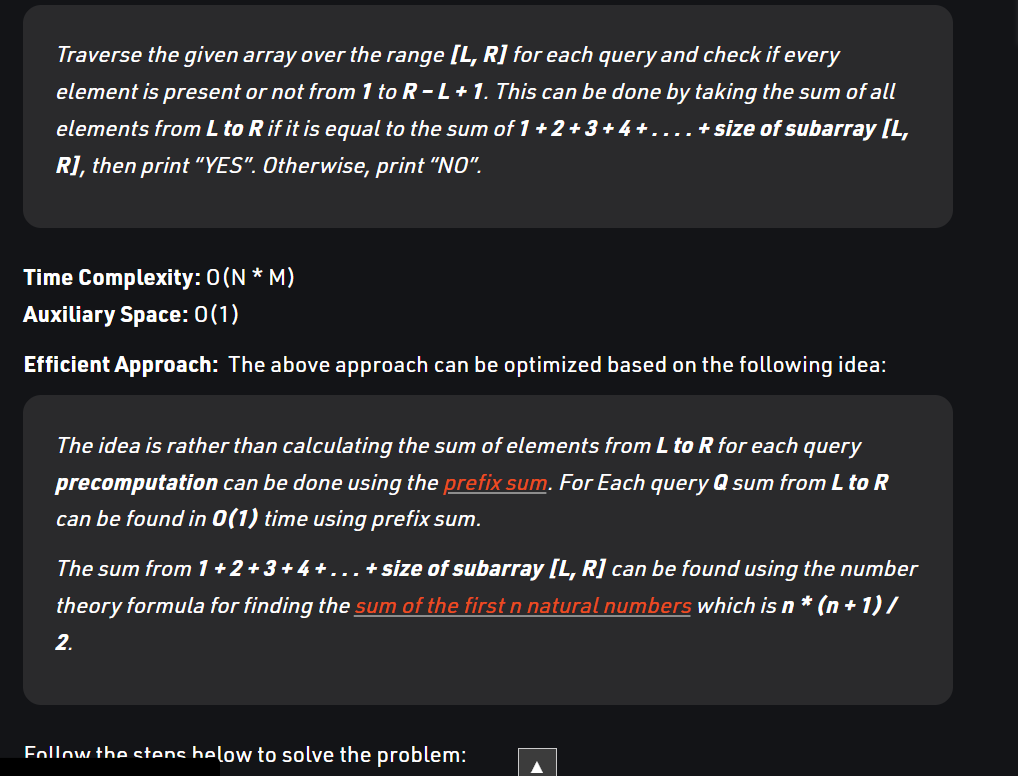 Traverse the given array over the range [L, R] for each query and check if every
element is present or not from 1 to R – L + 1. This can be done by taking the sum of all
elements from L to R if it is equal to the sum of 1 + 2 + 3 + 4 + . . . . + size of subarray [L,
R], then print “YES”. Otherwise, print “NO”.
Time Complexity: O(N * M)
Auxiliary Space: O(1)
Efficient Approach: The above approach can be optimized based on the following idea:
The idea is rather than calculating the sum of elements from L to R for each query
precomputation can be done using the prefix sum. For Each query Q sum from L to R
can be found in O(1) time using prefix sum.
The sum from 1 + 2 + 3 + 4 + . . . + size of subarray [L, R] can be found using the number
theory formula for finding the sum of the first n natural numbers which is n * (n + 1) /
2.
Follow the steps below to solve the problem:
▲